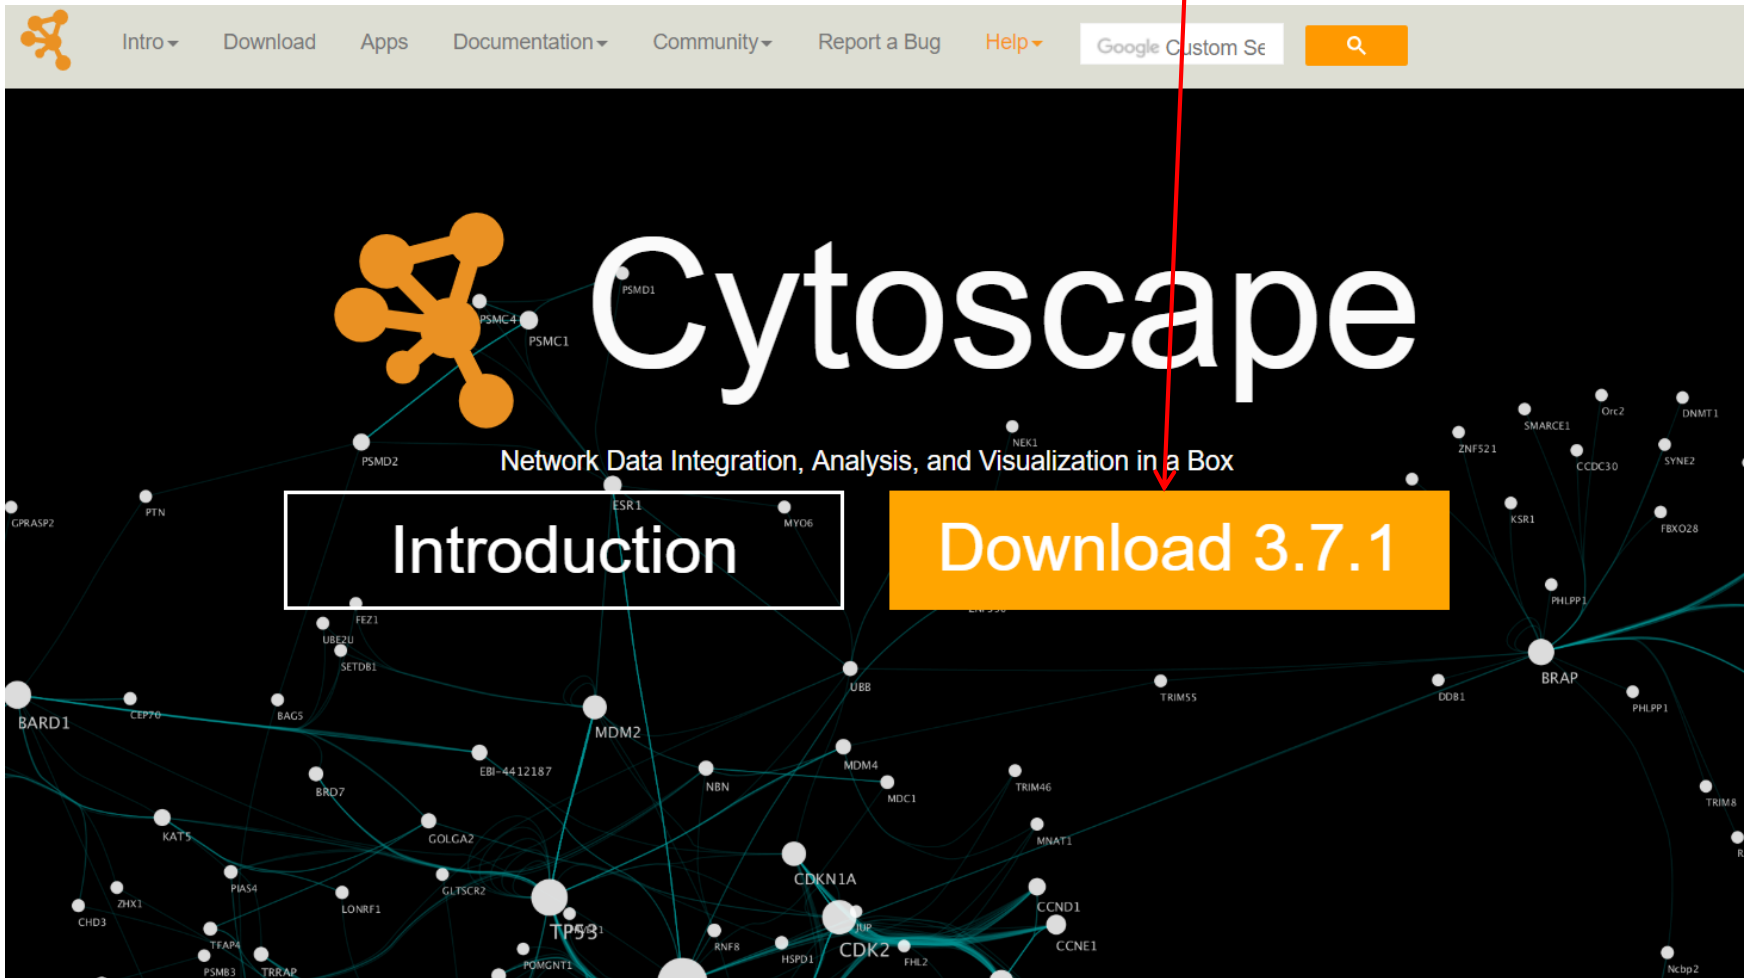 Intro Download Apps Documentation Community Report a Bug Help Google Custom Se
Cytoscape
PSMD1
PSMC4
PSMC1
Orc2
DNMT1
SMARCE1
NEK1
ZNF521
PSMD2
Network Data Integration, Analysis, and Visualization in a Box
CCDC30
SYNE2
ESR1
GPRASP2
PTN
MYO6
KSR1
FBXO28
Introduction
Download 3.7.1
PHLPP1
FEZ1
UBE2U
SETDB1
UBB
BRAP
TRIM55
DDB1
PHLPP1
BARD1
CEP70
BAG5
MDM2
MDM4
EBI-4412187
NBN
TRIM46
BRD7
MDC1
TRIM8
KAT5
GOLGA2
MNAT1
CDKN1A
PIAS4
GLTSCR2
ZHX1
LONRF1
CCND1
CHD3
TP53
JUP
TFAP4
RNF8
CDK2
CCNE1
HSPD1
FHL2
POMGNT1
PSMB3
TRRAP
Ncbp2